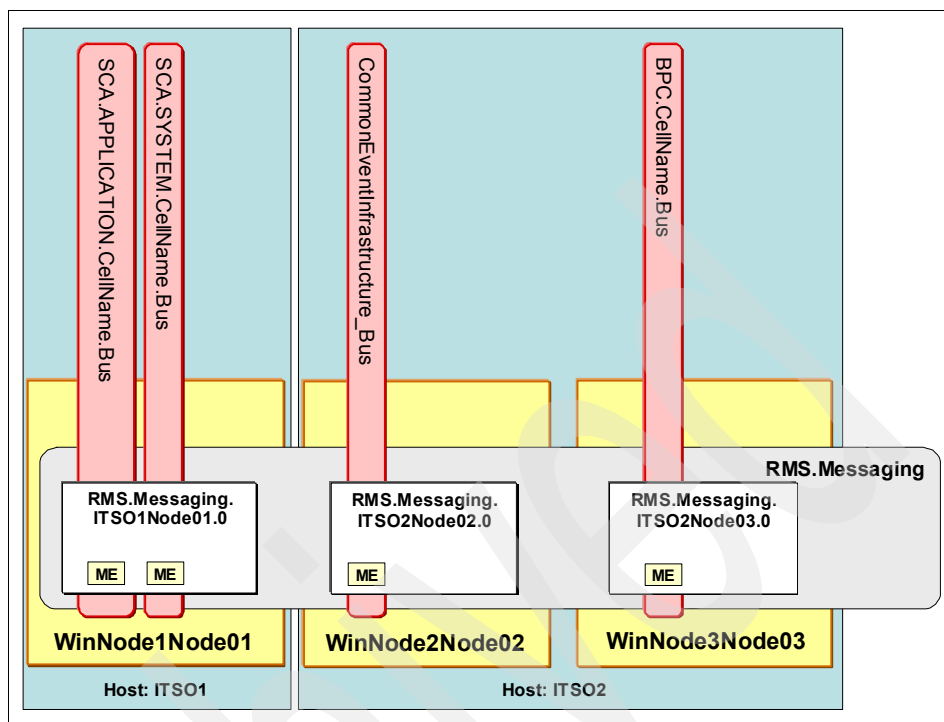 SCA.APPLICATION.CellName.Bus
SCA.SYSTEM.CellName.Bus
CommonEventInfrastructure_Bus
BPC.CellName.Bus
RMS.Messaging
RMS.Messaging.
ITSO1Node01.0
RMS.Messaging.
ITSO2Node02.0
RMS.Messaging.
ITSO2Node03.0
ME
ME
ME
ME
WinNode1Node01
WinNode2Node02
WinNode3Node03
Host: ITSO1
Host: ITSO2